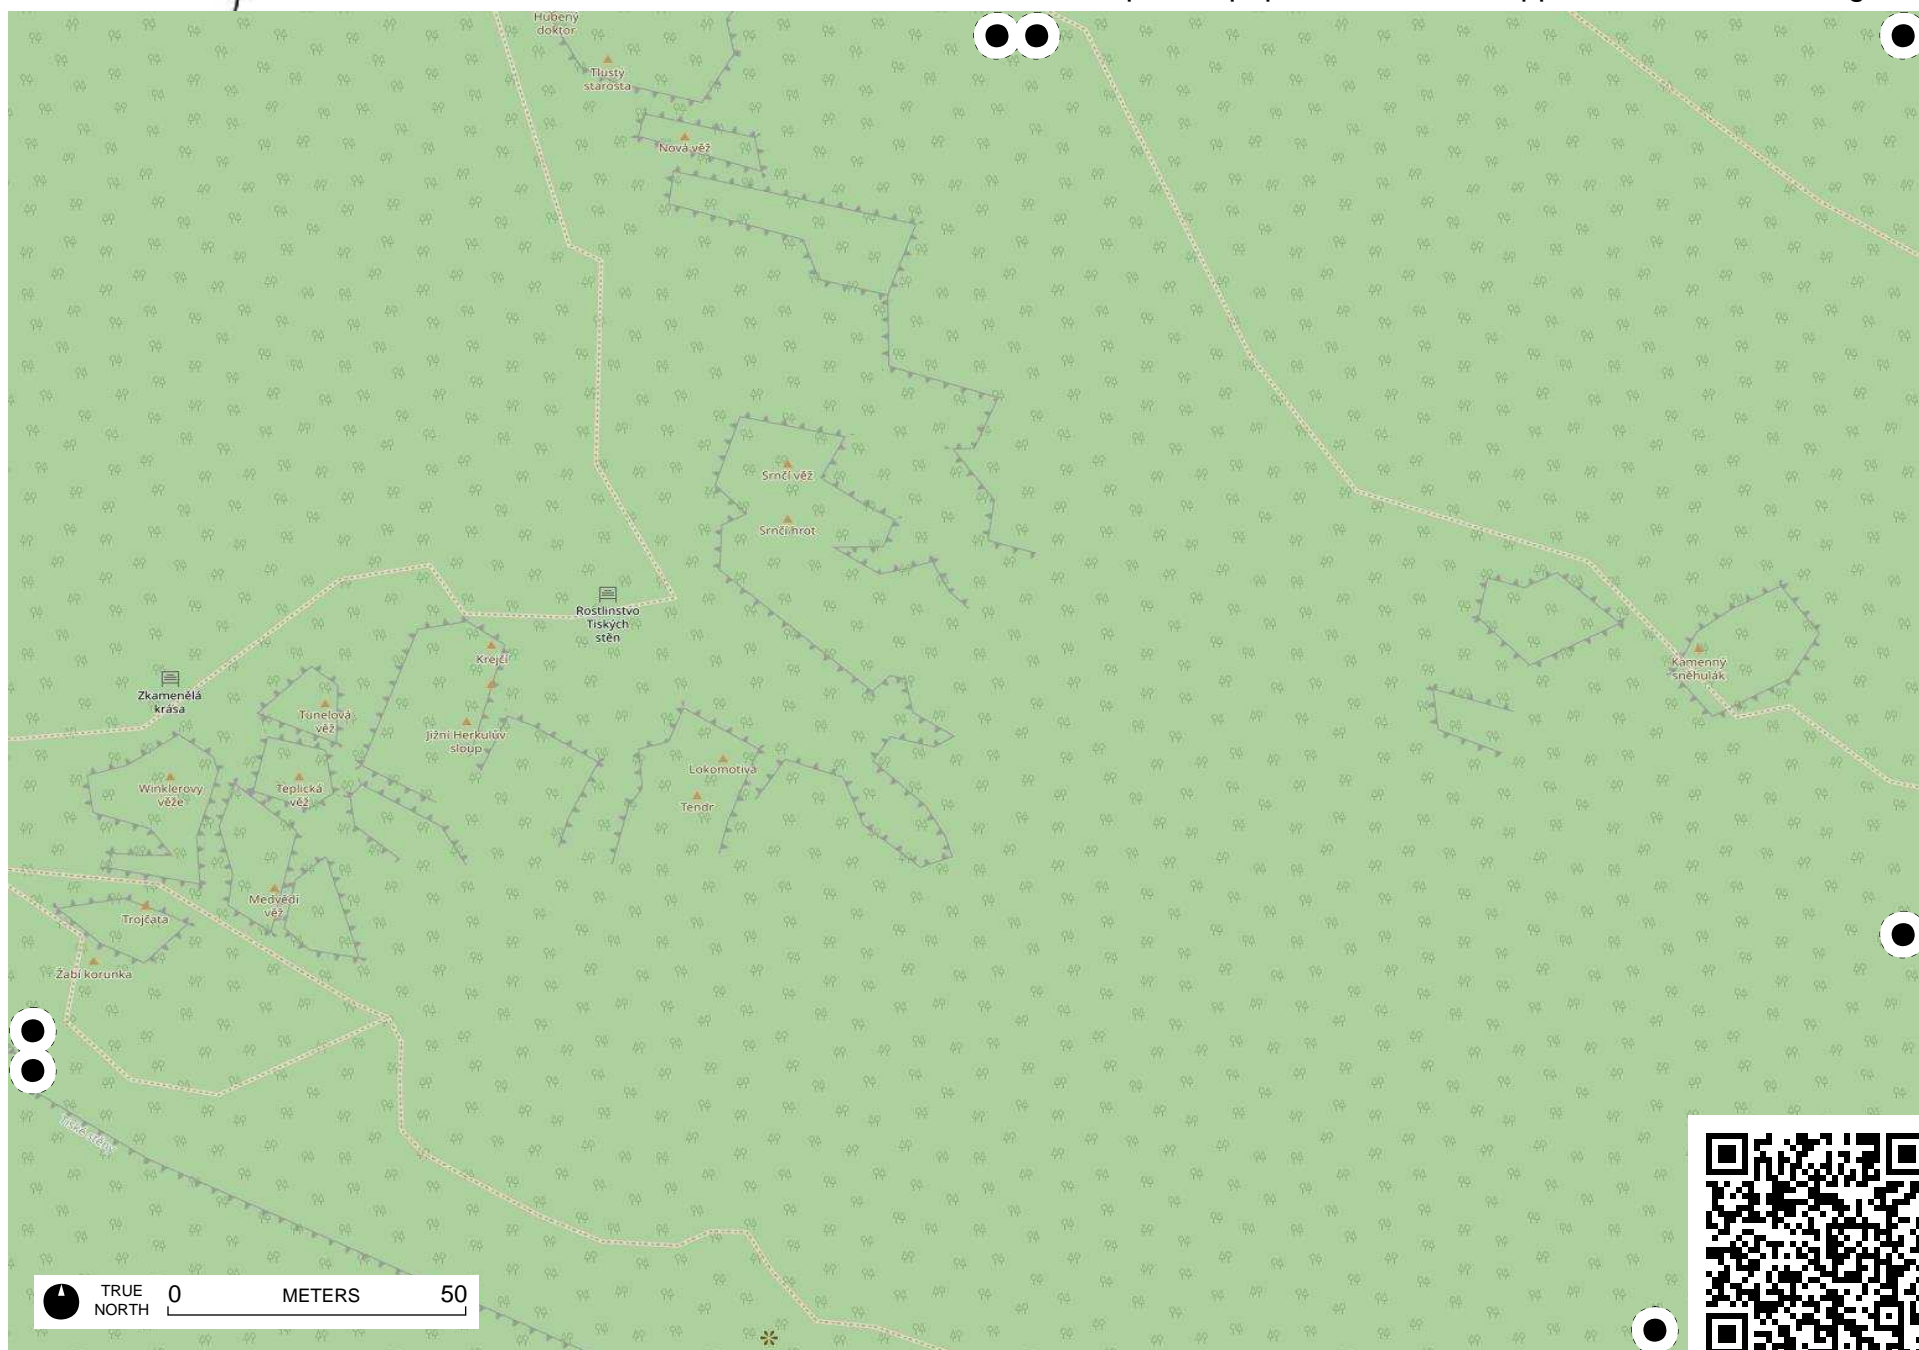 Hubený
doktor
Tlustý
starosta
Nová věž
Srnčí věž
Srnčí hrot
Rostlinstvo
Tiských
stěn
Krejčí
Zkamenělá
krása
Tunelová
věž
Jižní Herkulův
sloup
Kamenný
sněhulák
Lokomotiva
Tendr
Winklerovy
věže
Teplická
věž
Medvědí
věž
Trojčata
Žabí korunka
Tiské stěny
TRUE
NORTH
0 METERS 50